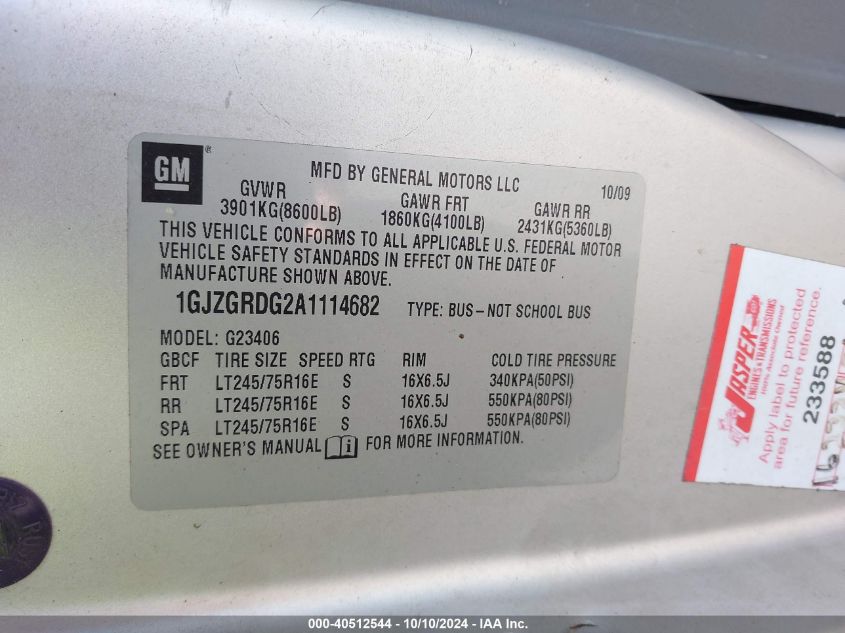 GM
®
MFD BY GENERAL MOTORS LLC
10/09
GVWR GAWR FRT GAWR RR
3901KG(8600LB) 1860KG(4100LB) 2431KG(5360LB)
THIS VEHICLE CONFORMS TO ALL APPLICABLE U.S. FEDERAL MOTOR
VEHICLE SAFETY STANDARDS IN EFFECT ON THE DATE OF
MANUFACTURE SHOWN ABOVE.
1GJZGRDG2A1114682 TYPE: BUS-NOT SCHOOL BUS
MODEL: G23406
GBCF TIRE SIZE SPEED RTG RIM COLD TIRE PRESSURE
FRT LT245/75R16E S 16X6.5J 340KPA(50PSI)
RR LT245/75R16E S 16X6.5J 550KPA(80PSI)
SPA LT245/75R16E S 16X6.5J 550KPA(80PSI)
SEE OWNER'S MANUAL i FOR MORE INFORMATION.
JASPER
ENGINES & TRANSMISSIONS
100% Associate Owned
Apply label to a
area for future reference.
233588
000-40512544 - 10/10/2024 - IAA Inc.